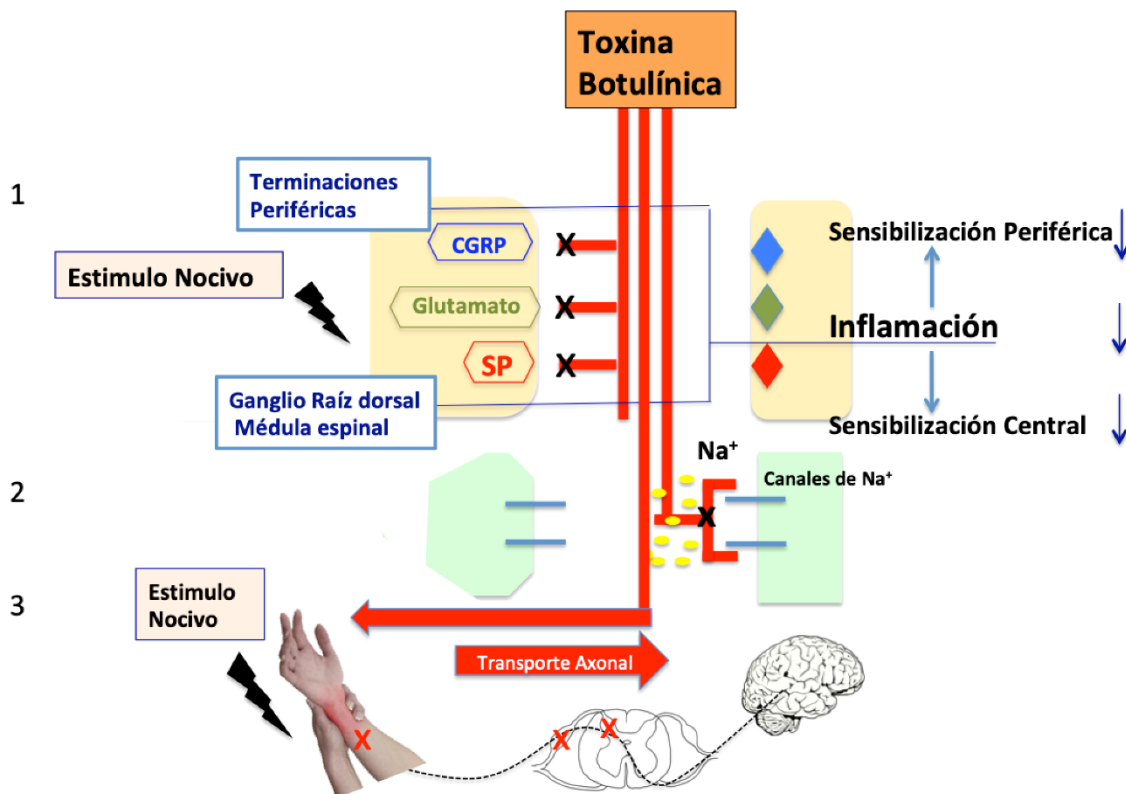 Toxina
Botulínica
1
Terminaciones
Periféricas
CGRP
X
Sensibilización Periférica
Estimulo Nocivo
Glutamato
X
Inflamación
SP
X
Ganglio Raíz dorsal
Médula espinal
Sensibilización Central
2
Na⁺
Canales de Na⁺
X
3
Estimulo
Nocivo
Transporte Axonal
X
X
X